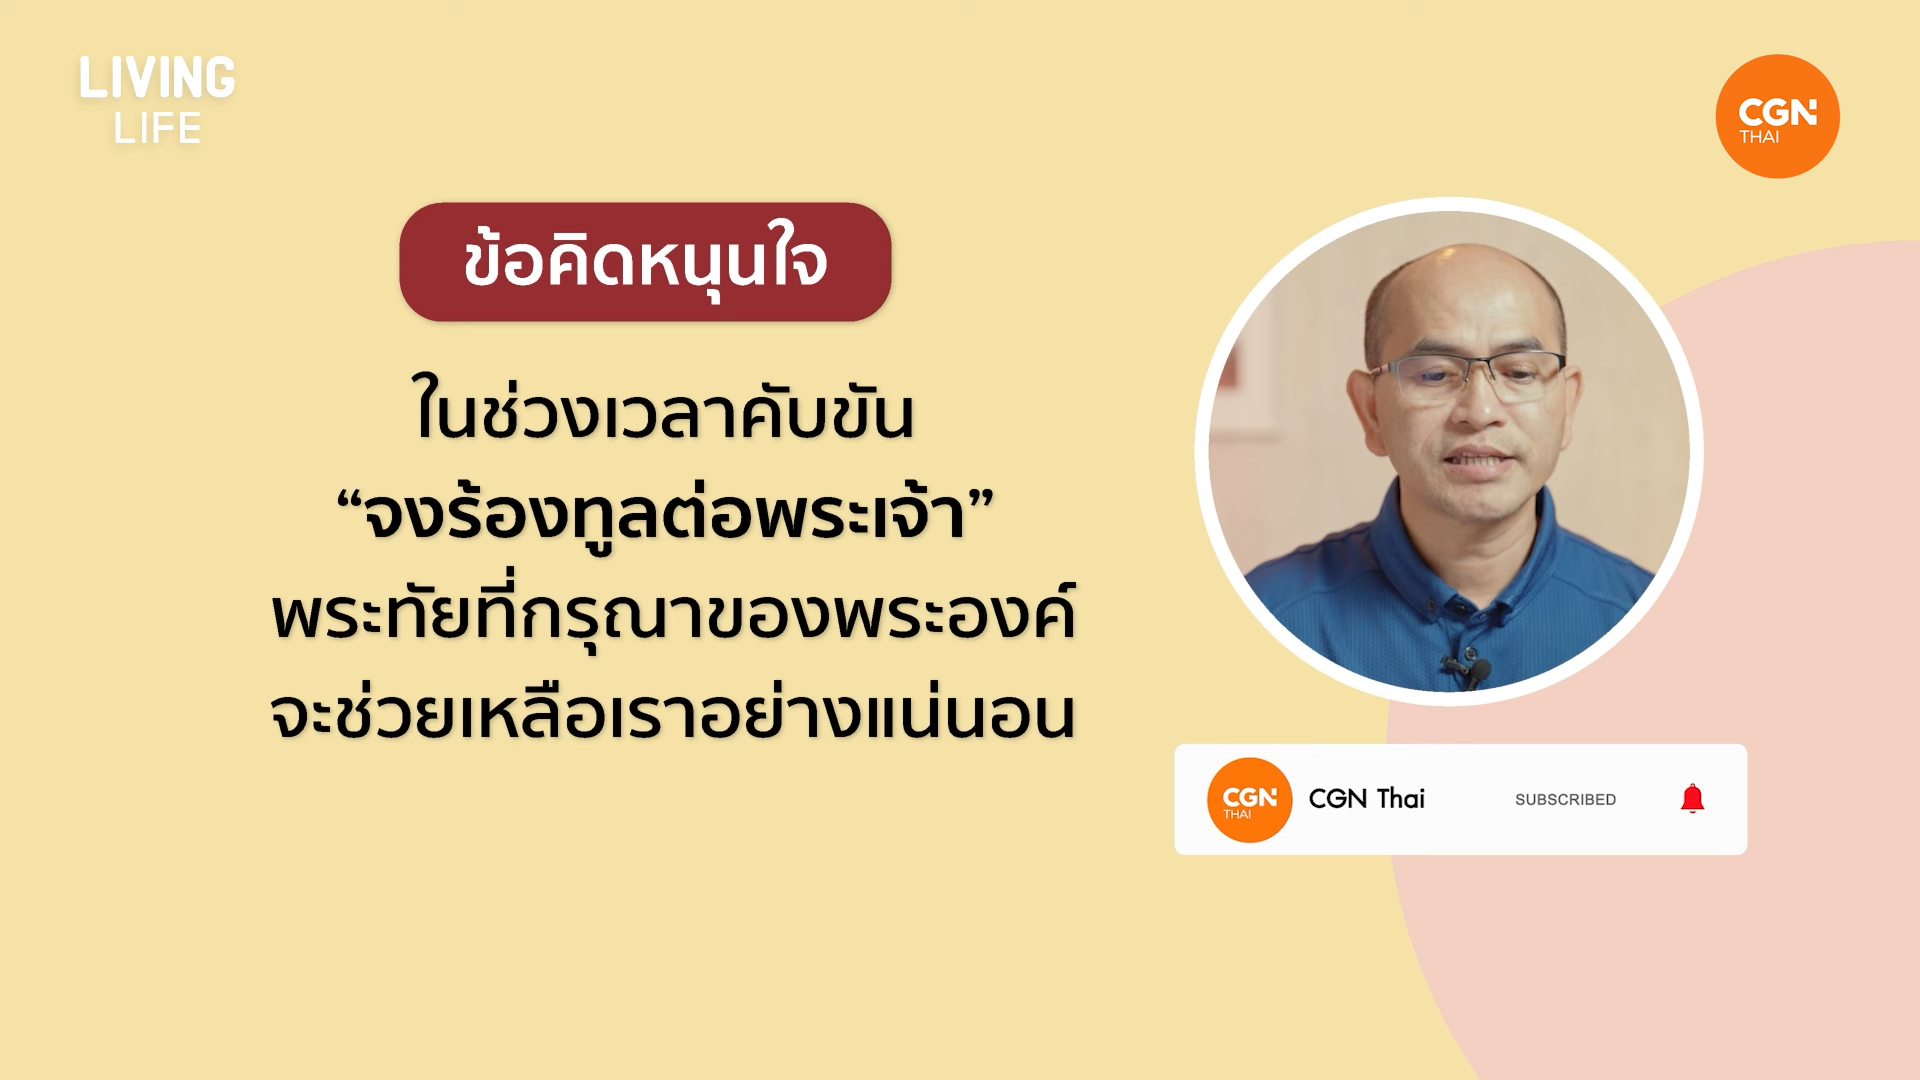 LIVING
LIFE
CGN
THAI
ข้อคิดหนุนใจ
ในช่วงเวลาคับขัน
“จงร้องทูลต่อพระเจ้า”
พระทัยที่กรุณาของพระองค์
จะช่วยเหลือเราอย่างแน่นอน
CGN
THAI
CGN Thai
SUBSCRIBED